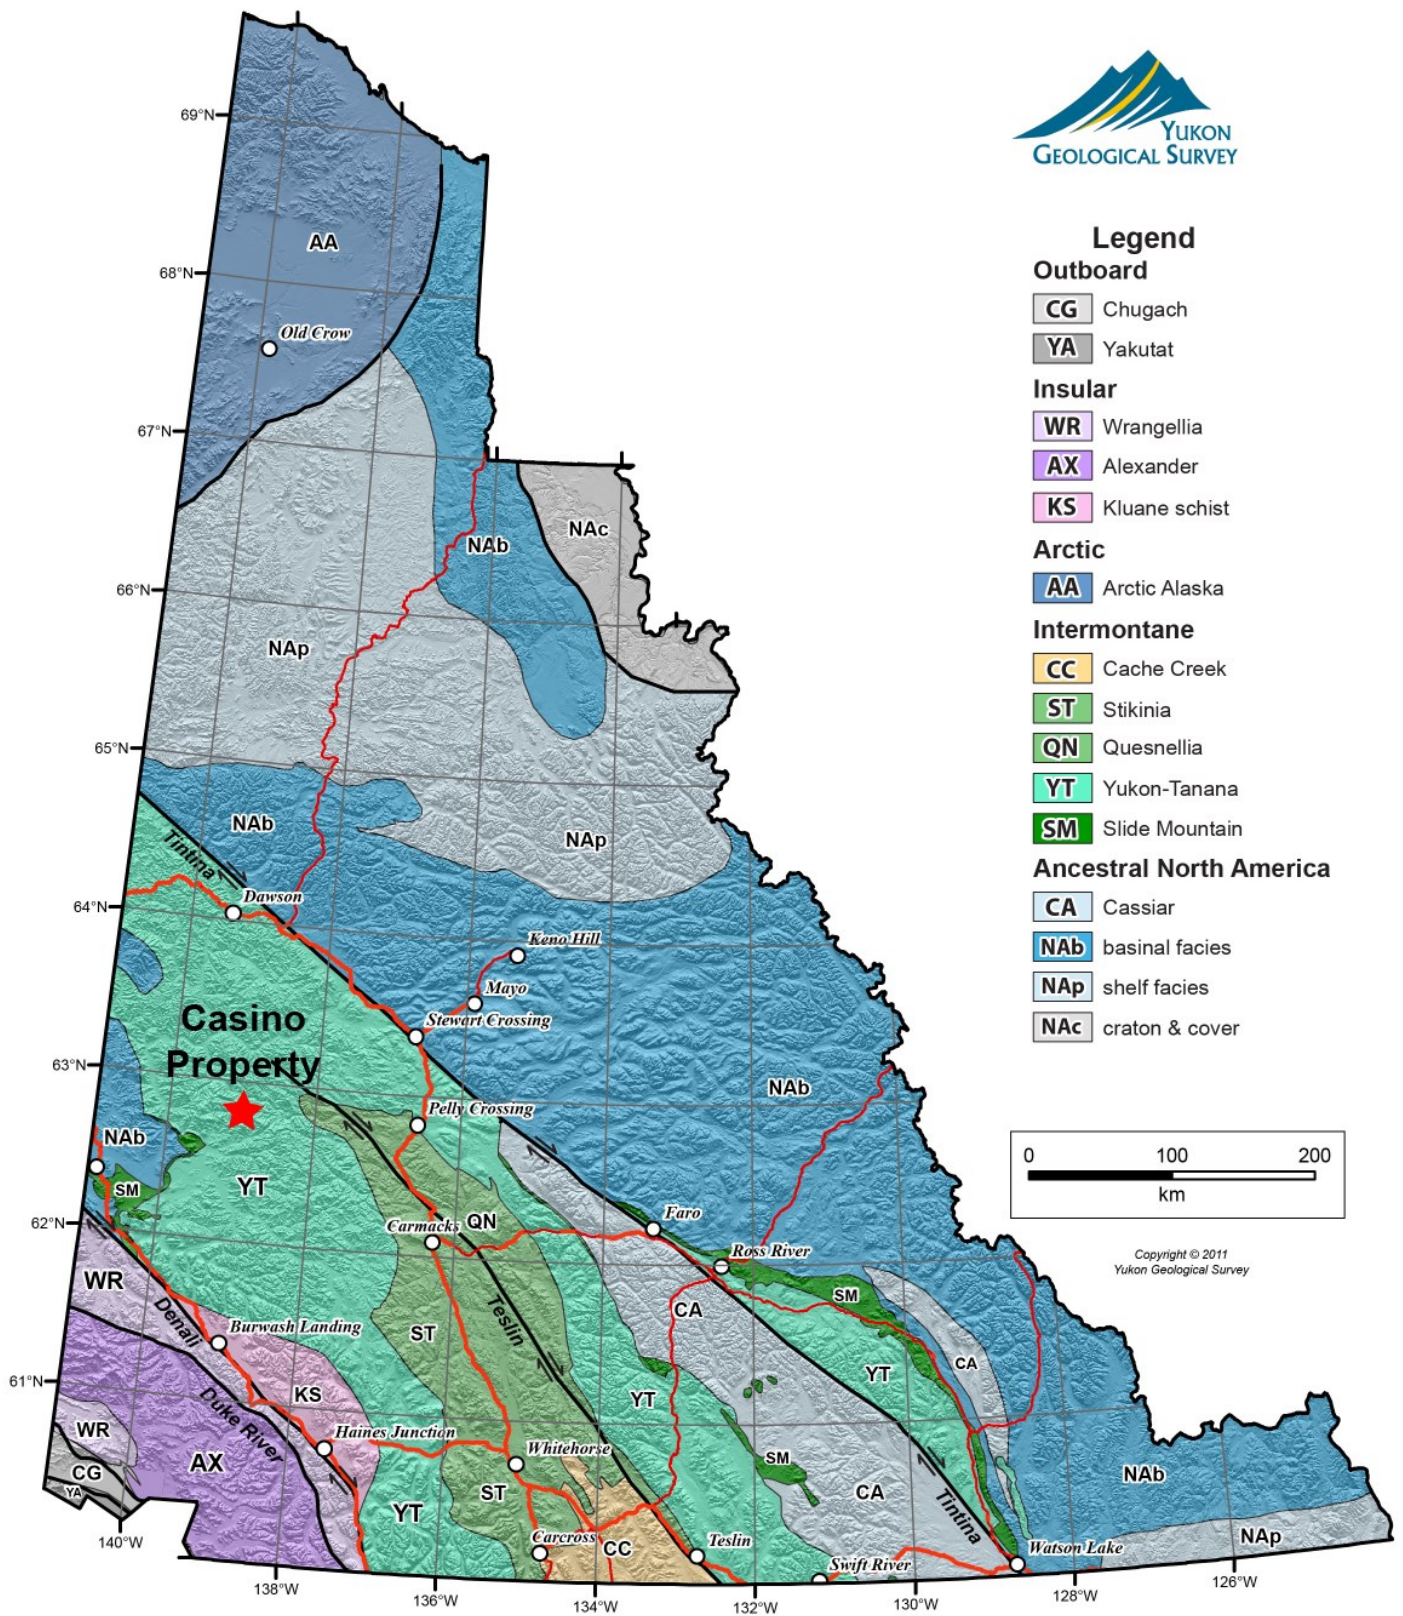 YUKON
GEOLOGICAL SURVEY
Legend
Outboard
CG Chugach
YA Yakutat
Insular
WR Wrangellia
AX Alexander
KS Kluane schist
Arctic
AA Arctic Alaska
Intermontane
CC Cache Creek
ST Stikinia
QN Quesnellia
YT Yukon-Tanana
SM Slide Mountain
Ancestral North America
CA Cassiar
NAb basinal facies
NAp shelf facies
NAc craton & cover
0 100 200
km
Copyright © 2011
Yukon Geological Survey
69°N
AA
68°N
Old Crow
67°N
NAc
NAb
66°N
NAp
65°N
NAb
NAp
Tintina
Dawson
64°N
Keno Hill
Mayo
Casino
Stewart Crossing
Property
63°N
NAb
Pelly Crossing
NAb
YT
SM
Faro
62°N
Carmacks
QN
Ross River
WR
SM
Denali
Teslin
CA
Burwash Landing
ST
CA
YT
61°N
KS
YT
Duke River
WR
Haines Junction
Whitehorse
AX
SM
CG
NAb
YA
ST
CA
YT
Tintina
Carcross
CC
Teslin
Swift River
Watson Lake
NAp
140°W
138°W
136°W
134°W
132°W
130°W
128°W
126°W